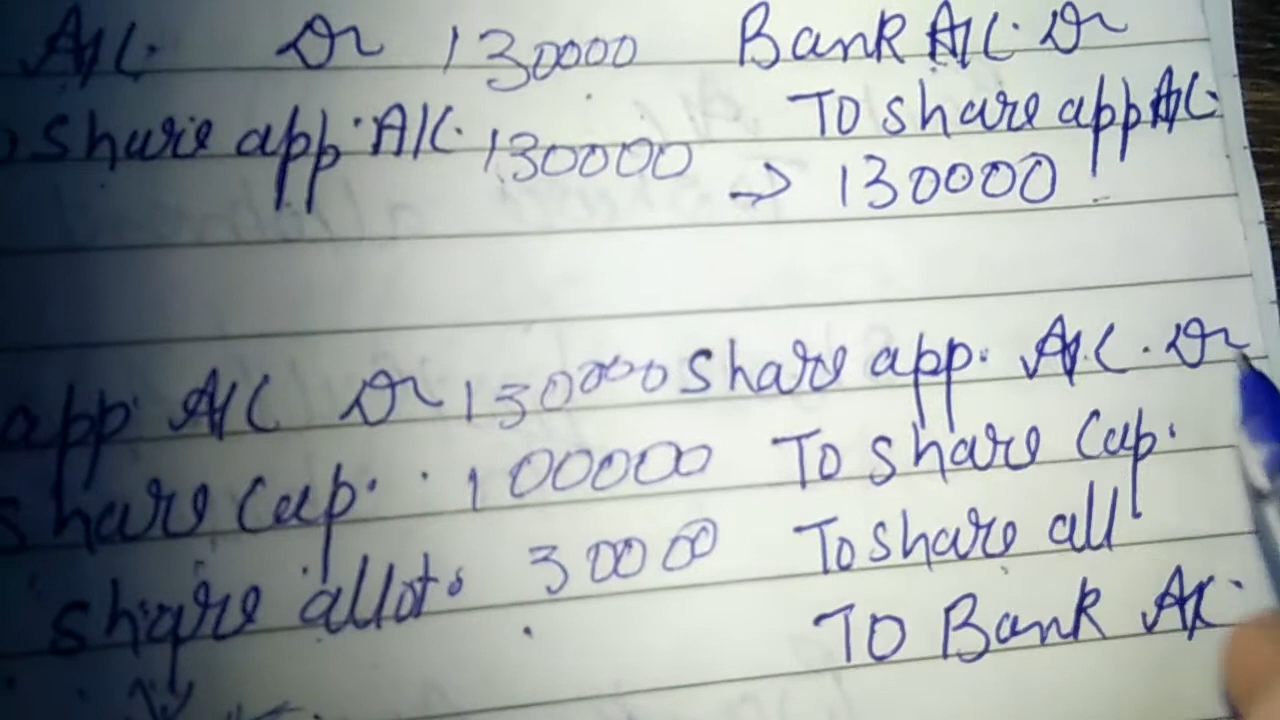 A/C. Dr 130000 Bank A/C. Dr
share app. A/C. 130000 To share app A/C.
→ 130000
app A/C Dr 130000 share app. A/C. Dr
share Cap. 100000 To share Cap.
share allot. 30000 To share all
TO Bank A/C.